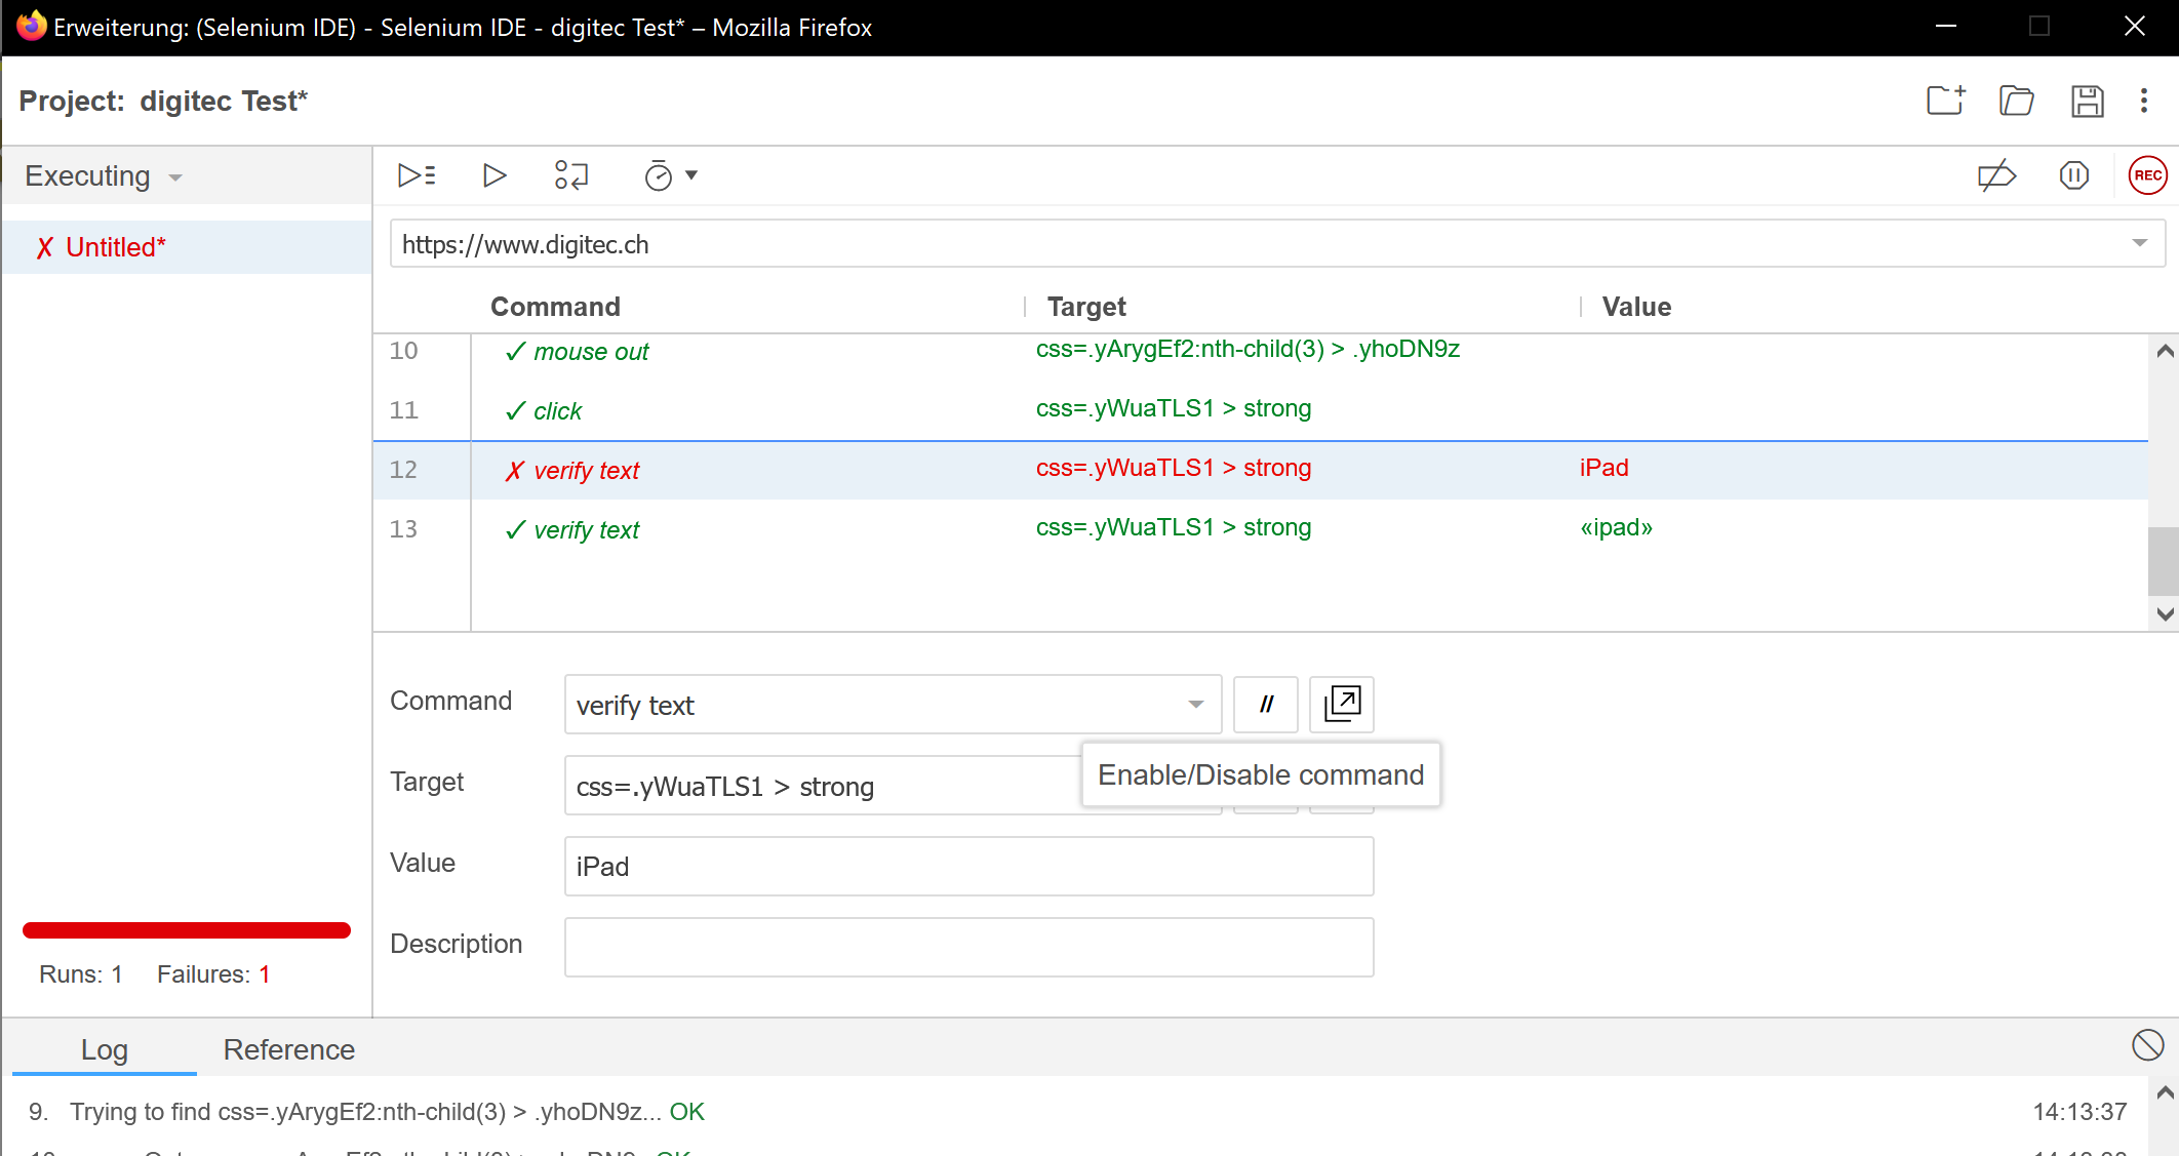 Erweiterung: (Selenium IDE) - Selenium IDE - digitec Test* – Mozilla Firefox
Project: digitec Test*
Executing
REC
✗ Untitled*
https://www.digitec.ch
Command Target Value
10 ✓ mouse out css=.yArygEf2:nth-child(3) > .yhoDN9z
11 ✓ click css=.yWuaTLS1 > strong
12 ✗ verify text css=.yWuaTLS1 > strong iPad
13 ✓ verify text css=.yWuaTLS1 > strong «ipad»
Command verify text //
Enable/Disable command
Target css=.yWuaTLS1 > strong
Value iPad
Description
Runs: 1 Failures: 1
Log Reference
9. Trying to find css=.yArygEf2:nth-child(3) > .yhoDN9z... OK 14:13:37